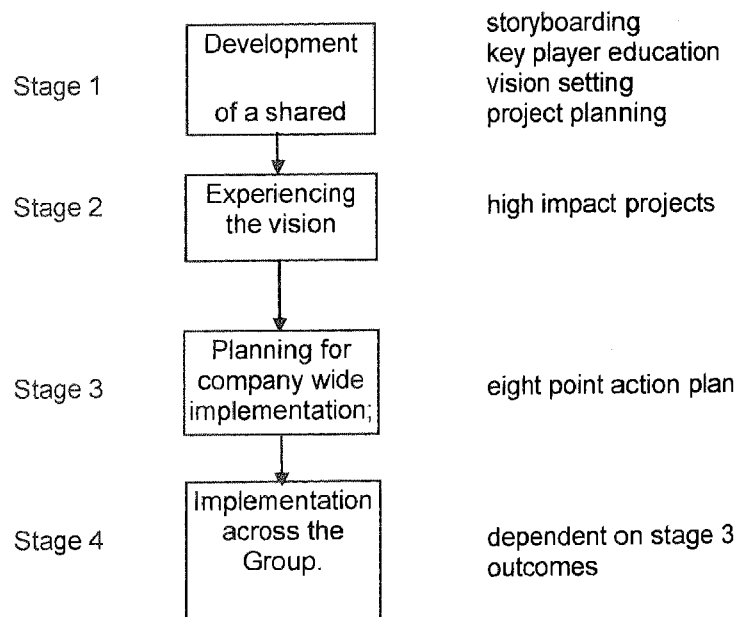 Stage 1
Development
of a shared
storyboarding
key player education
vision setting
project planning
Stage 2
Experiencing
the vision
high impact projects
Stage 3
Planning for
company wide
implementation;
eight point action plan
Stage 4
Implementation
across the
Group.
dependent on stage 3
outcomes